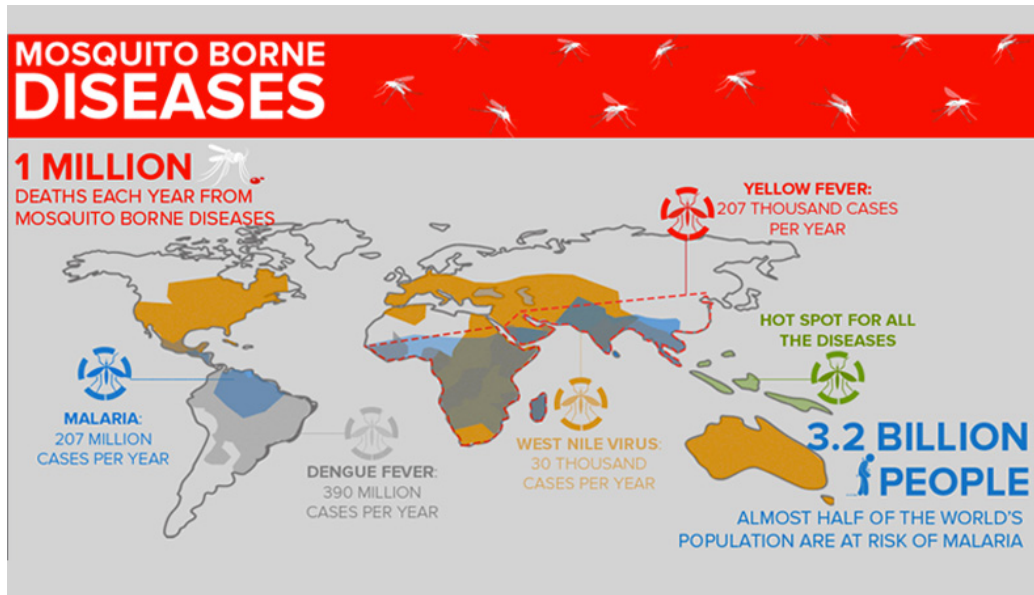 MOSQUITO BORNE
DISEASES
1 MILLION
DEATHS EACH YEAR FROM
MOSQUITO BORNE DISEASES
YELLOW FEVER:
207 THOUSAND CASES
PER YEAR
HOT SPOT FOR ALL
THE DISEASES
MALARIA:
207 MILLION
CASES PER YEAR
DENGUE FEVER:
390 MILLION
CASES PER YEAR
WEST NILE VIRUS:
30 THOUSAND
CASES PER YEAR
3.2 BILLION
PEOPLE
ALMOST HALF OF THE WORLD'S
POPULATION ARE AT RISK OF MALARIA